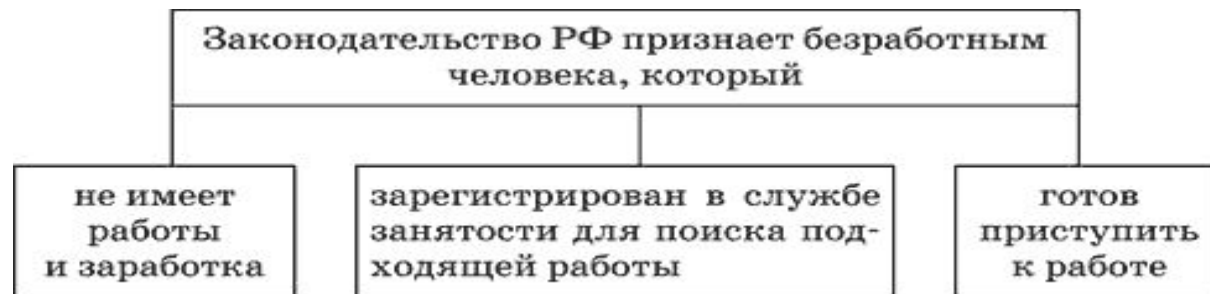 Законодательство РФ признает безработным
человека, который
не имеет
работы
и заработка
зарегистрирован в службе
занятости для поиска под-
ходящей работы
готов
приступить
к работе